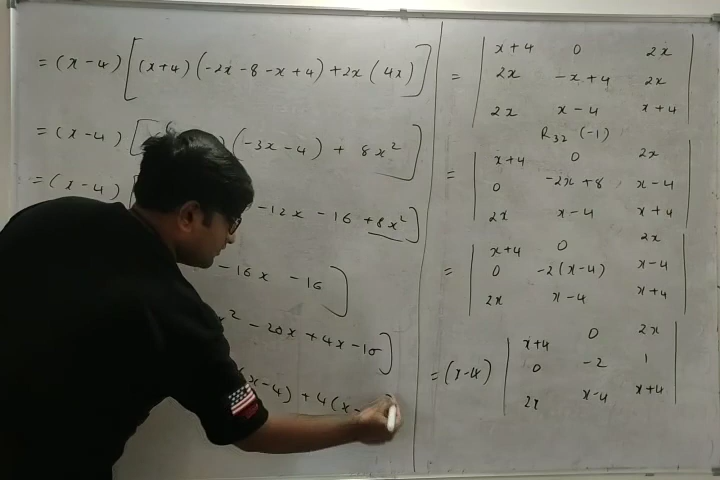 = (x-4) [ (x+4) (-2x-8-x+4) + 2x (4x) ]
= (x-4) [ (-3x-4) + 8x² ]
= (x-4) [ -12x - 16 + 8x² ]
- 16x - 16 ]
x² - 20x + 4x - 16 ]
(x-4) + 4(x-
= | x+4 0 2x |
| 2x -x+4 2x |
| 2x x-4 x+4 |
R₃₂ (-1)
= | x+4 0 2x |
| 0 -2x+8 x-4 |
| 2x x-4 x+4 |
= | x+4 0 2x |
| 0 -2(x-4) x-4 |
| 2x x-4 x+4 |
= (x-4) | x+4 0 2x |
| 0 -2 1 |
| 2x x-4 x+4 |